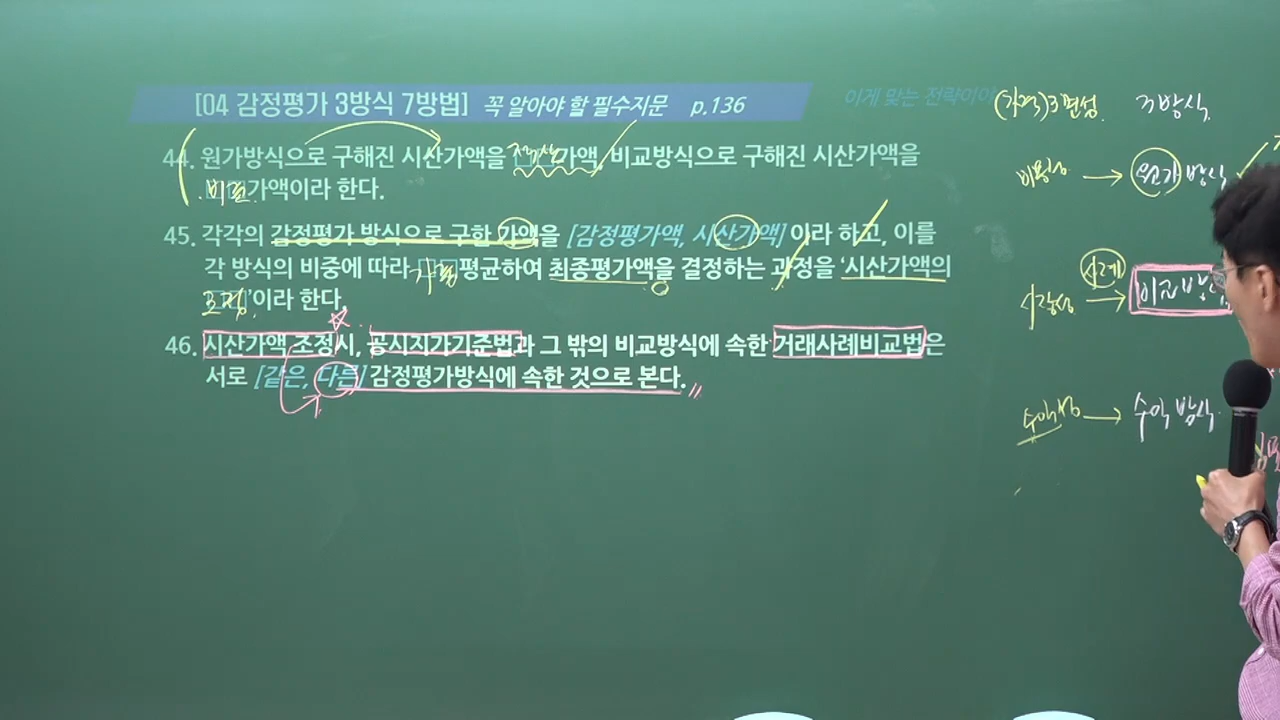 [04 감정평가 3방식 7방법] 꼭 알아야 할 필수지문 p.136
이게 맞는 전략이야
44. 원가방식으로 구해진 시산가액을 적산가액, 비교방식으로 구해진 시산가액을
비준가액이라 한다.
45. 각각의 감정평가 방식으로 구한 가액을 [감정평가액, 시산가액]이라 하고, 이를
각 방식의 비중에 따라 가중평균하여 최종평가액을 결정하는 과정을 '시산가액의
조정'이라 한다.
46. 시산가액 조정시, 공시지가기준법과 그 밖의 비교방식에 속한 거래사례비교법은
서로 [같은, 다른] 감정평가방식에 속한 것으로 본다.
(가격)3면성 3방식
비용성 → 원가방식
사례
시장성 → 비교방
수익성 → 수익방식